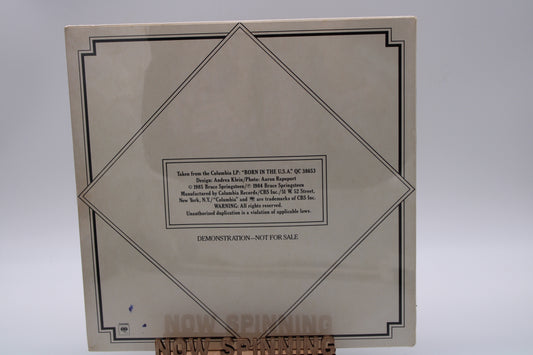 Taken from the Columbia LP: "BORN IN THE U.S.A." QC 38653
Design: Andrea Klein/Photo: Aaron Rapoport
© 1985 Bruce Springsteen/℗ 1984 Bruce Springsteen
Manufactured by Columbia Records/CBS Inc./51 W. 52 Street,
New York, N.Y./"Columbia" and are trademarks of CBS Inc.
WARNING: All rights reserved.
Unauthorized duplication is a violation of applicable laws.
DEMONSTRATION—NOT FOR SALE
NOW SPINNING
NOW SPINNING